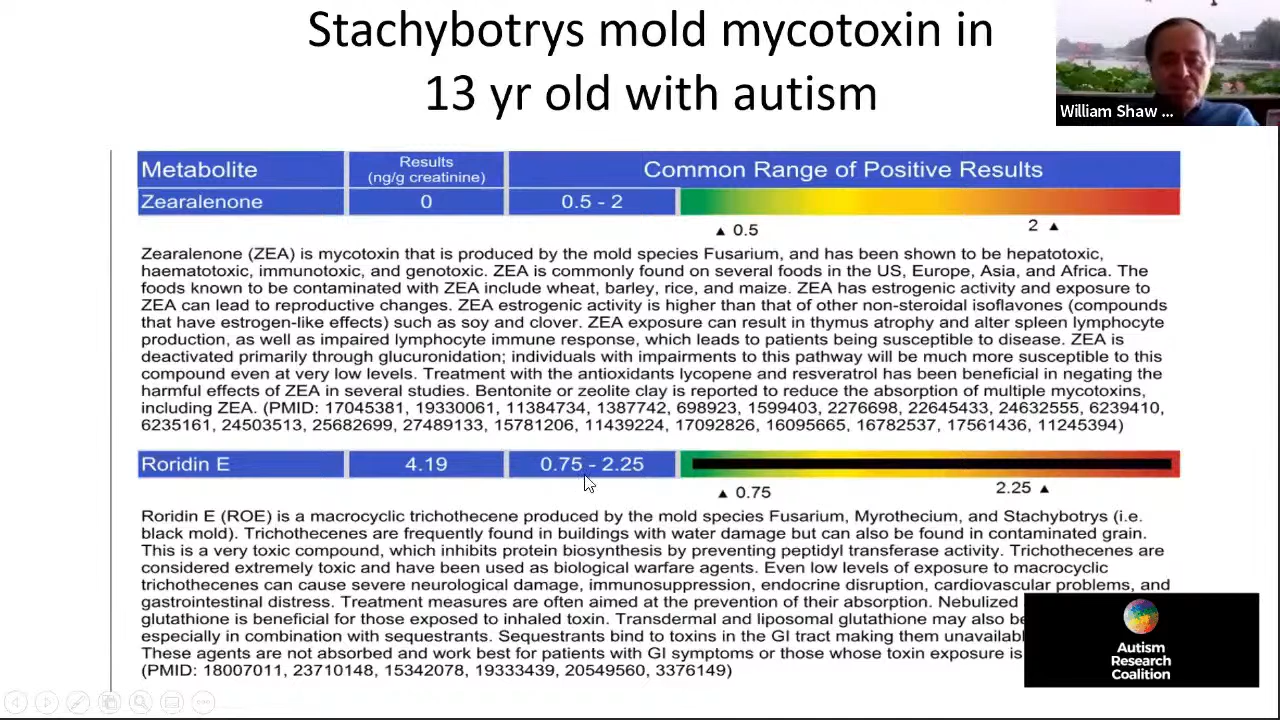 Stachybotrys mold mycotoxin in
13 yr old with autism
William Shaw ...
Metabolite
Results
(ng/g creatinine)
Common Range of Positive Results
Zearalenone
0
0.5 - 2
▲ 0.5
2 ▲
Zearalenone (ZEA) is mycotoxin that is produced by the mold species Fusarium, and has been shown to be hepatotoxic,
haematotoxic, immunotoxic, and genotoxic. ZEA is commonly found on several foods in the US, Europe, Asia, and Africa. The
foods known to be contaminated with ZEA include wheat, barley, rice, and maize. ZEA has estrogenic activity and exposure to
ZEA can lead to reproductive changes. ZEA estrogenic activity is higher than that of other non-steroidal isoflavones (compounds
that have estrogen-like effects) such as soy and clover. ZEA exposure can result in thymus atrophy and alter spleen lymphocyte
production, as well as impaired lymphocyte immune response, which leads to patients being susceptible to disease. ZEA is
deactivated primarily through glucuronidation; individuals with impairments to this pathway will be much more susceptible to this
compound even at very low levels. Treatment with the antioxidants lycopene and resveratrol has been beneficial in negating the
harmful effects of ZEA in several studies. Bentonite or zeolite clay is reported to reduce the absorption of multiple mycotoxins,
including ZEA. (PMID: 17045381, 19330061, 11384734, 1387742, 698923, 1599403, 2276698, 22645433, 24632555, 6239410,
6235161, 24503513, 25682699, 27489133, 15781206, 11439224, 17092826, 16095665, 16782537, 17561436, 11245394)
Roridin E
4.19
0.75 - 2.25
▲ 0.75
2.25 ▲
Roridin E (ROE) is a macrocyclic trichothecene produced by the mold species Fusarium, Myrothecium, and Stachybotrys (i.e.
black mold). Trichothecenes are frequently found in buildings with water damage but can also be found in contaminated grain.
This is a very toxic compound, which inhibits protein biosynthesis by preventing peptidyl transferase activity. Trichothecenes are
considered extremely toxic and have been used as biological warfare agents. Even low levels of exposure to macrocyclic
trichothecenes can cause severe neurological damage, immunosuppression, endocrine disruption, cardiovascular problems, and
gastrointestinal distress. Treatment measures are often aimed at the prevention of their absorption. Nebulized
glutathione is beneficial for those exposed to inhaled toxin. Transdermal and liposomal glutathione may also be
especially in combination with sequestrants. Sequestrants bind to toxins in the GI tract making them
These agents are not absorbed and work best for patients with GI symptoms or those whose toxin exposure is
(PMID: 18007011, 23710148, 15342078, 19333439, 20549560, 3376149)
Autism
Research
Coalition